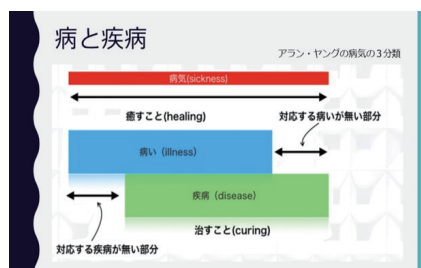 病と疾病
アラン・ヤングの病気の３分類
病気(sickness)
癒すこと(healing)
対応する病いが無い部分
病い（illness)
疾病（disease)
治すこと(curing)
対応する疾病が無い部分